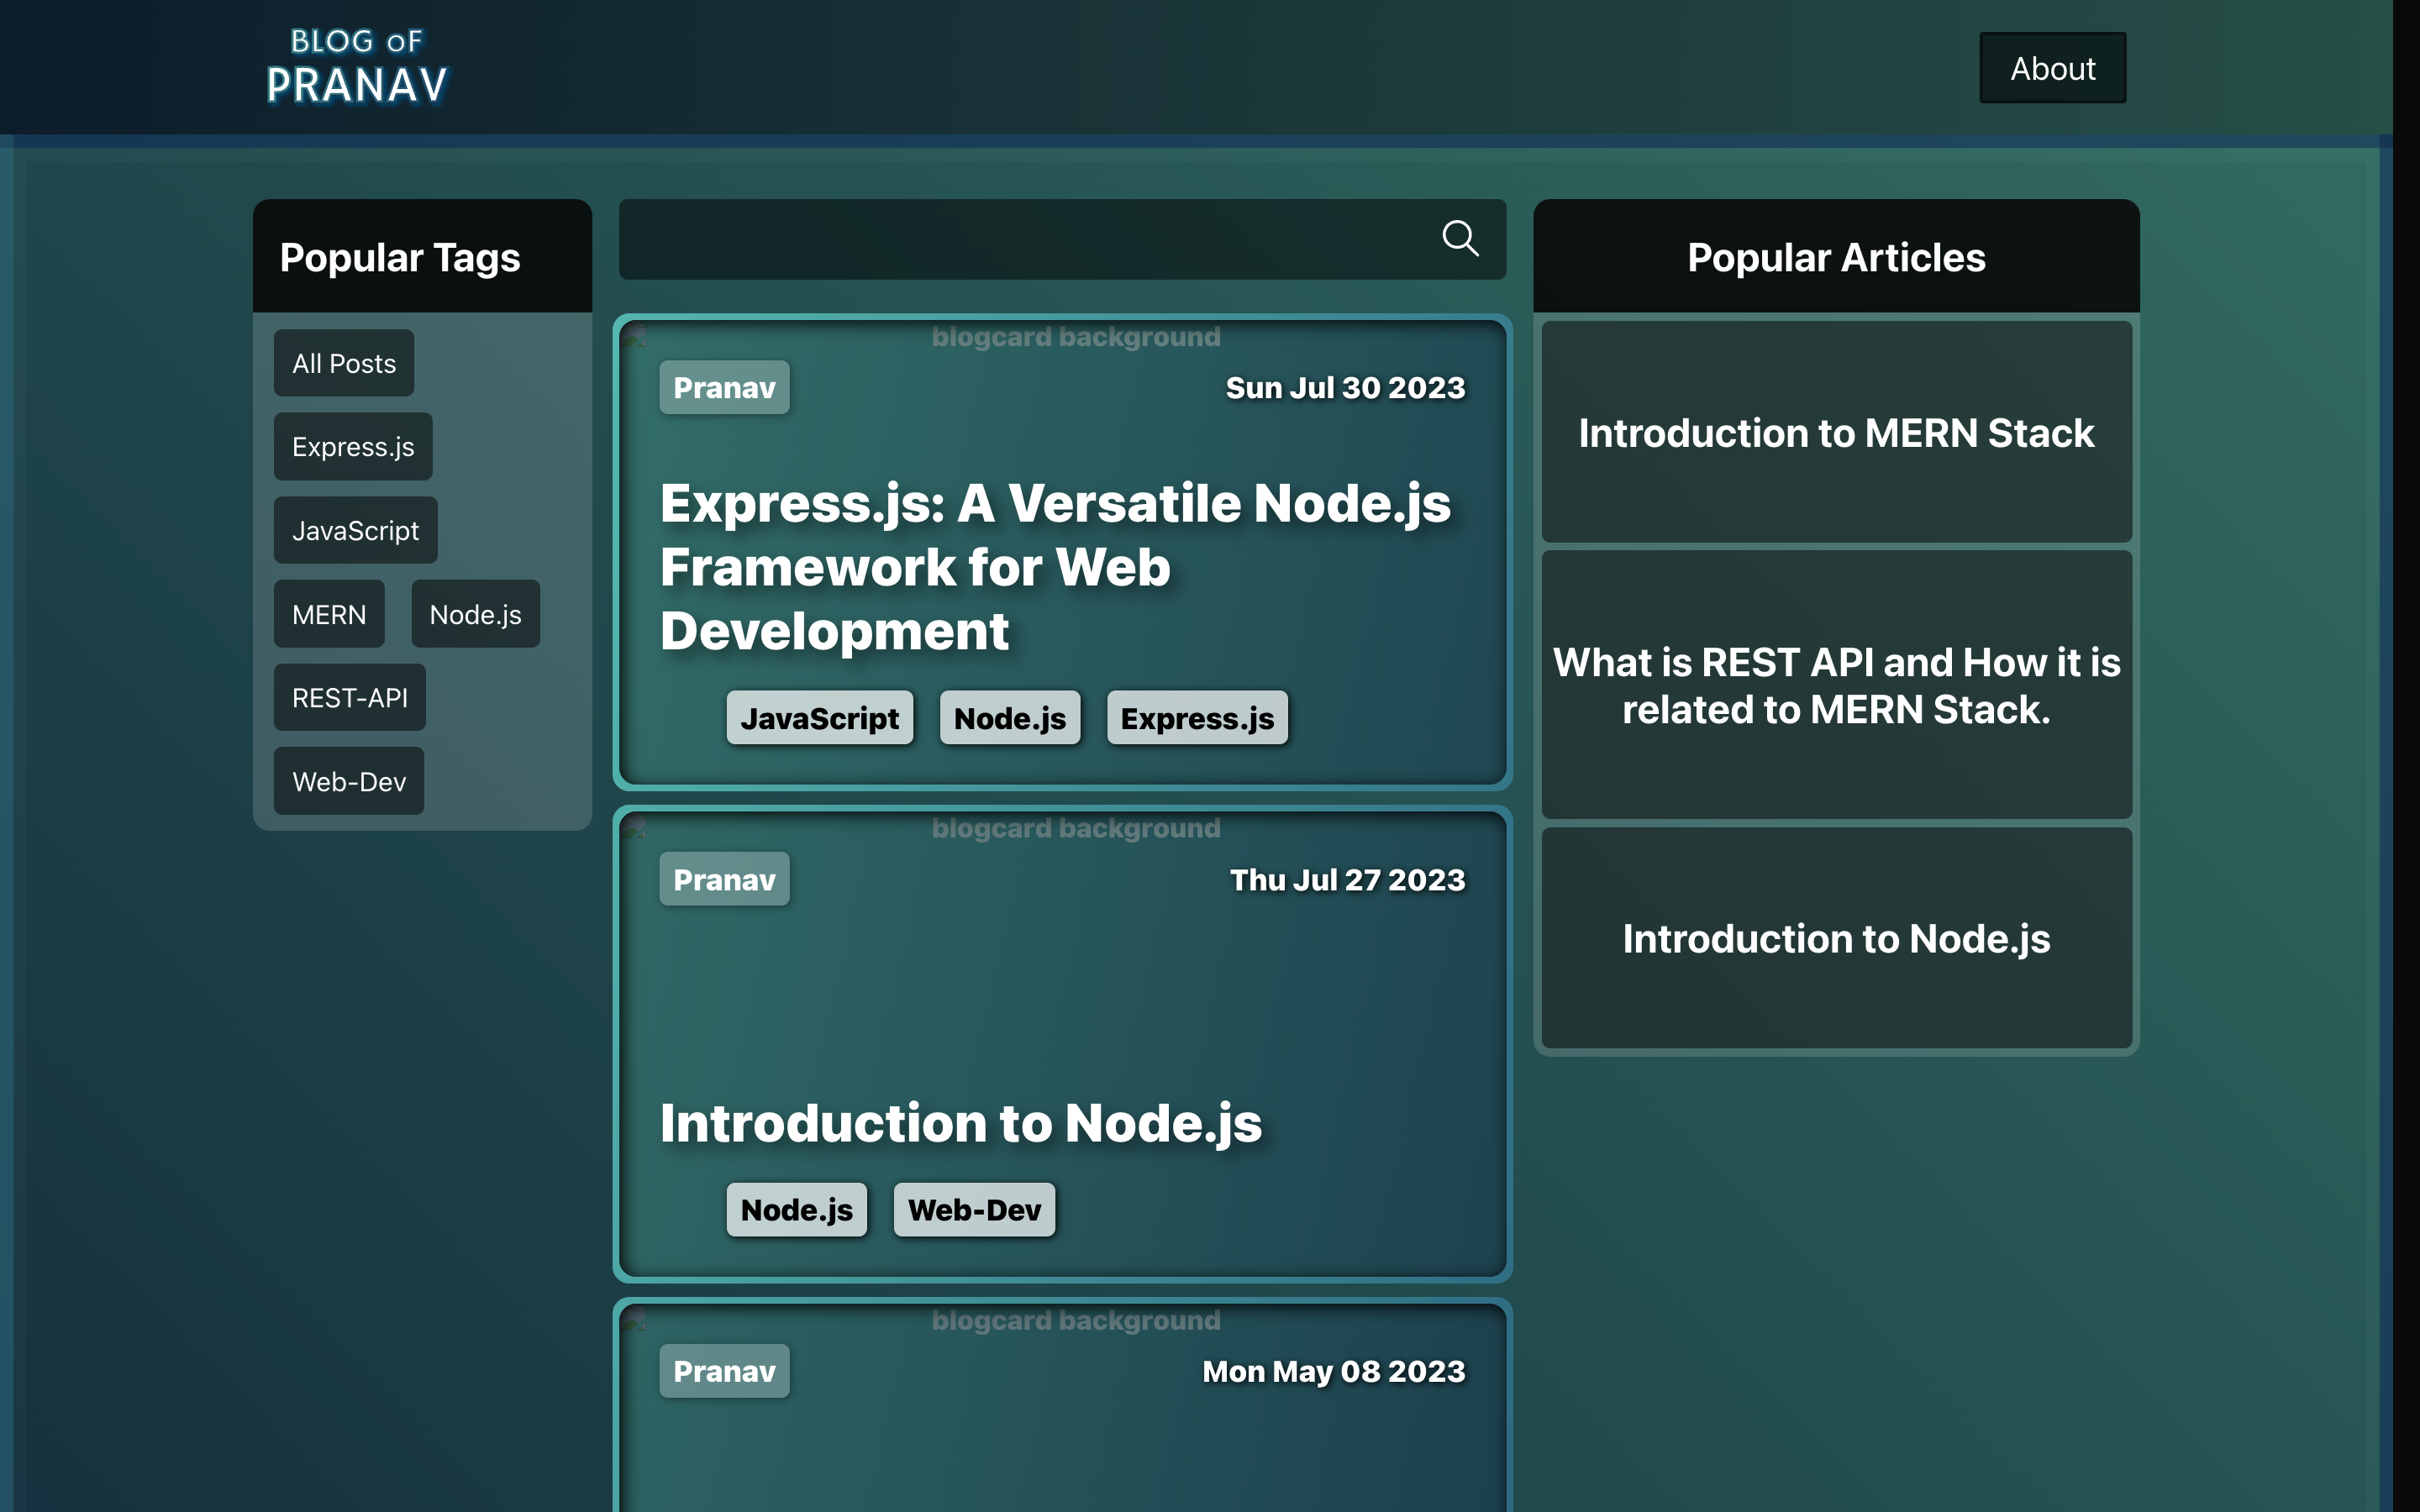 BLOG oF
PRANAV
About
Popular Tags
All Posts
Express.js
JavaScript
MERN
Node.js
REST-API
Web-Dev
blogcard background
Pranav
Sun Jul 30 2023
Express.js: A Versatile Node.js
Framework for Web
Development
JavaScript
Node.js
Express.js
blogcard background
Pranav
Thu Jul 27 2023
Introduction to Node.js
Node.js
Web-Dev
blogcard background
Pranav
Mon May 08 2023
Popular Articles
Introduction to MERN Stack
What is REST API and How it is
related to MERN Stack.
Introduction to Node.js